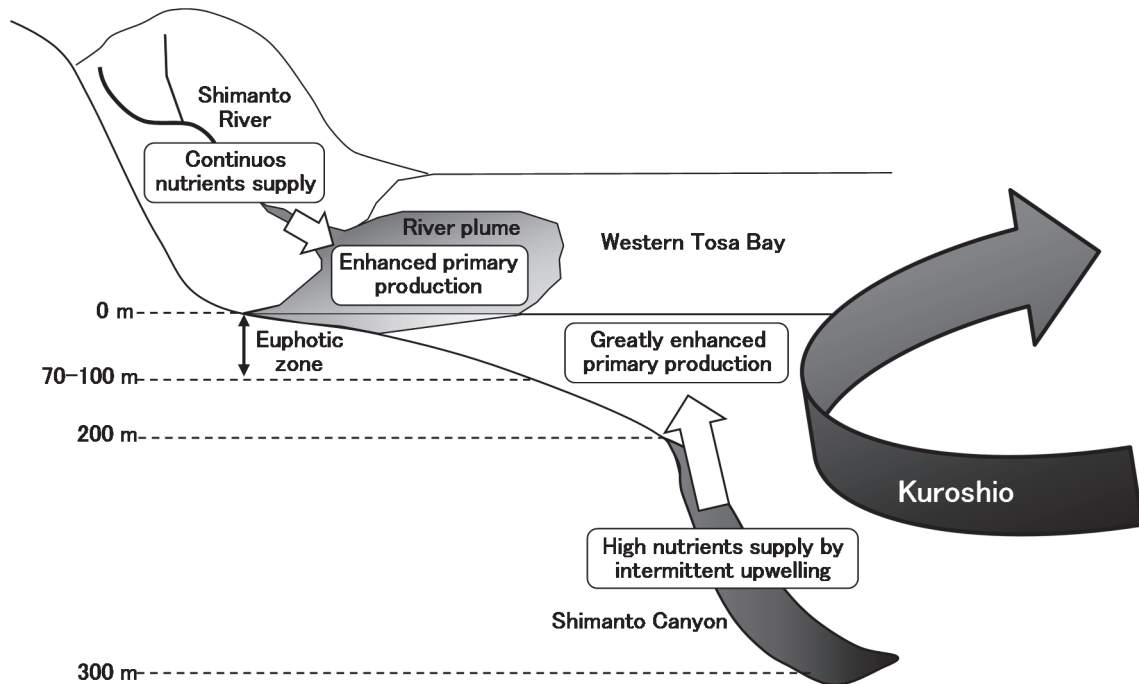 Shimanto
River
Continuos
nutrients supply
River plume
Enhanced primary
production
Western Tosa Bay
0 m
Euphotic
zone
Greatly enhanced
primary production
70-100 m
200 m
Kuroshio
High nutrients supply by
intermittent upwelling
Shimanto Canyon
300 m